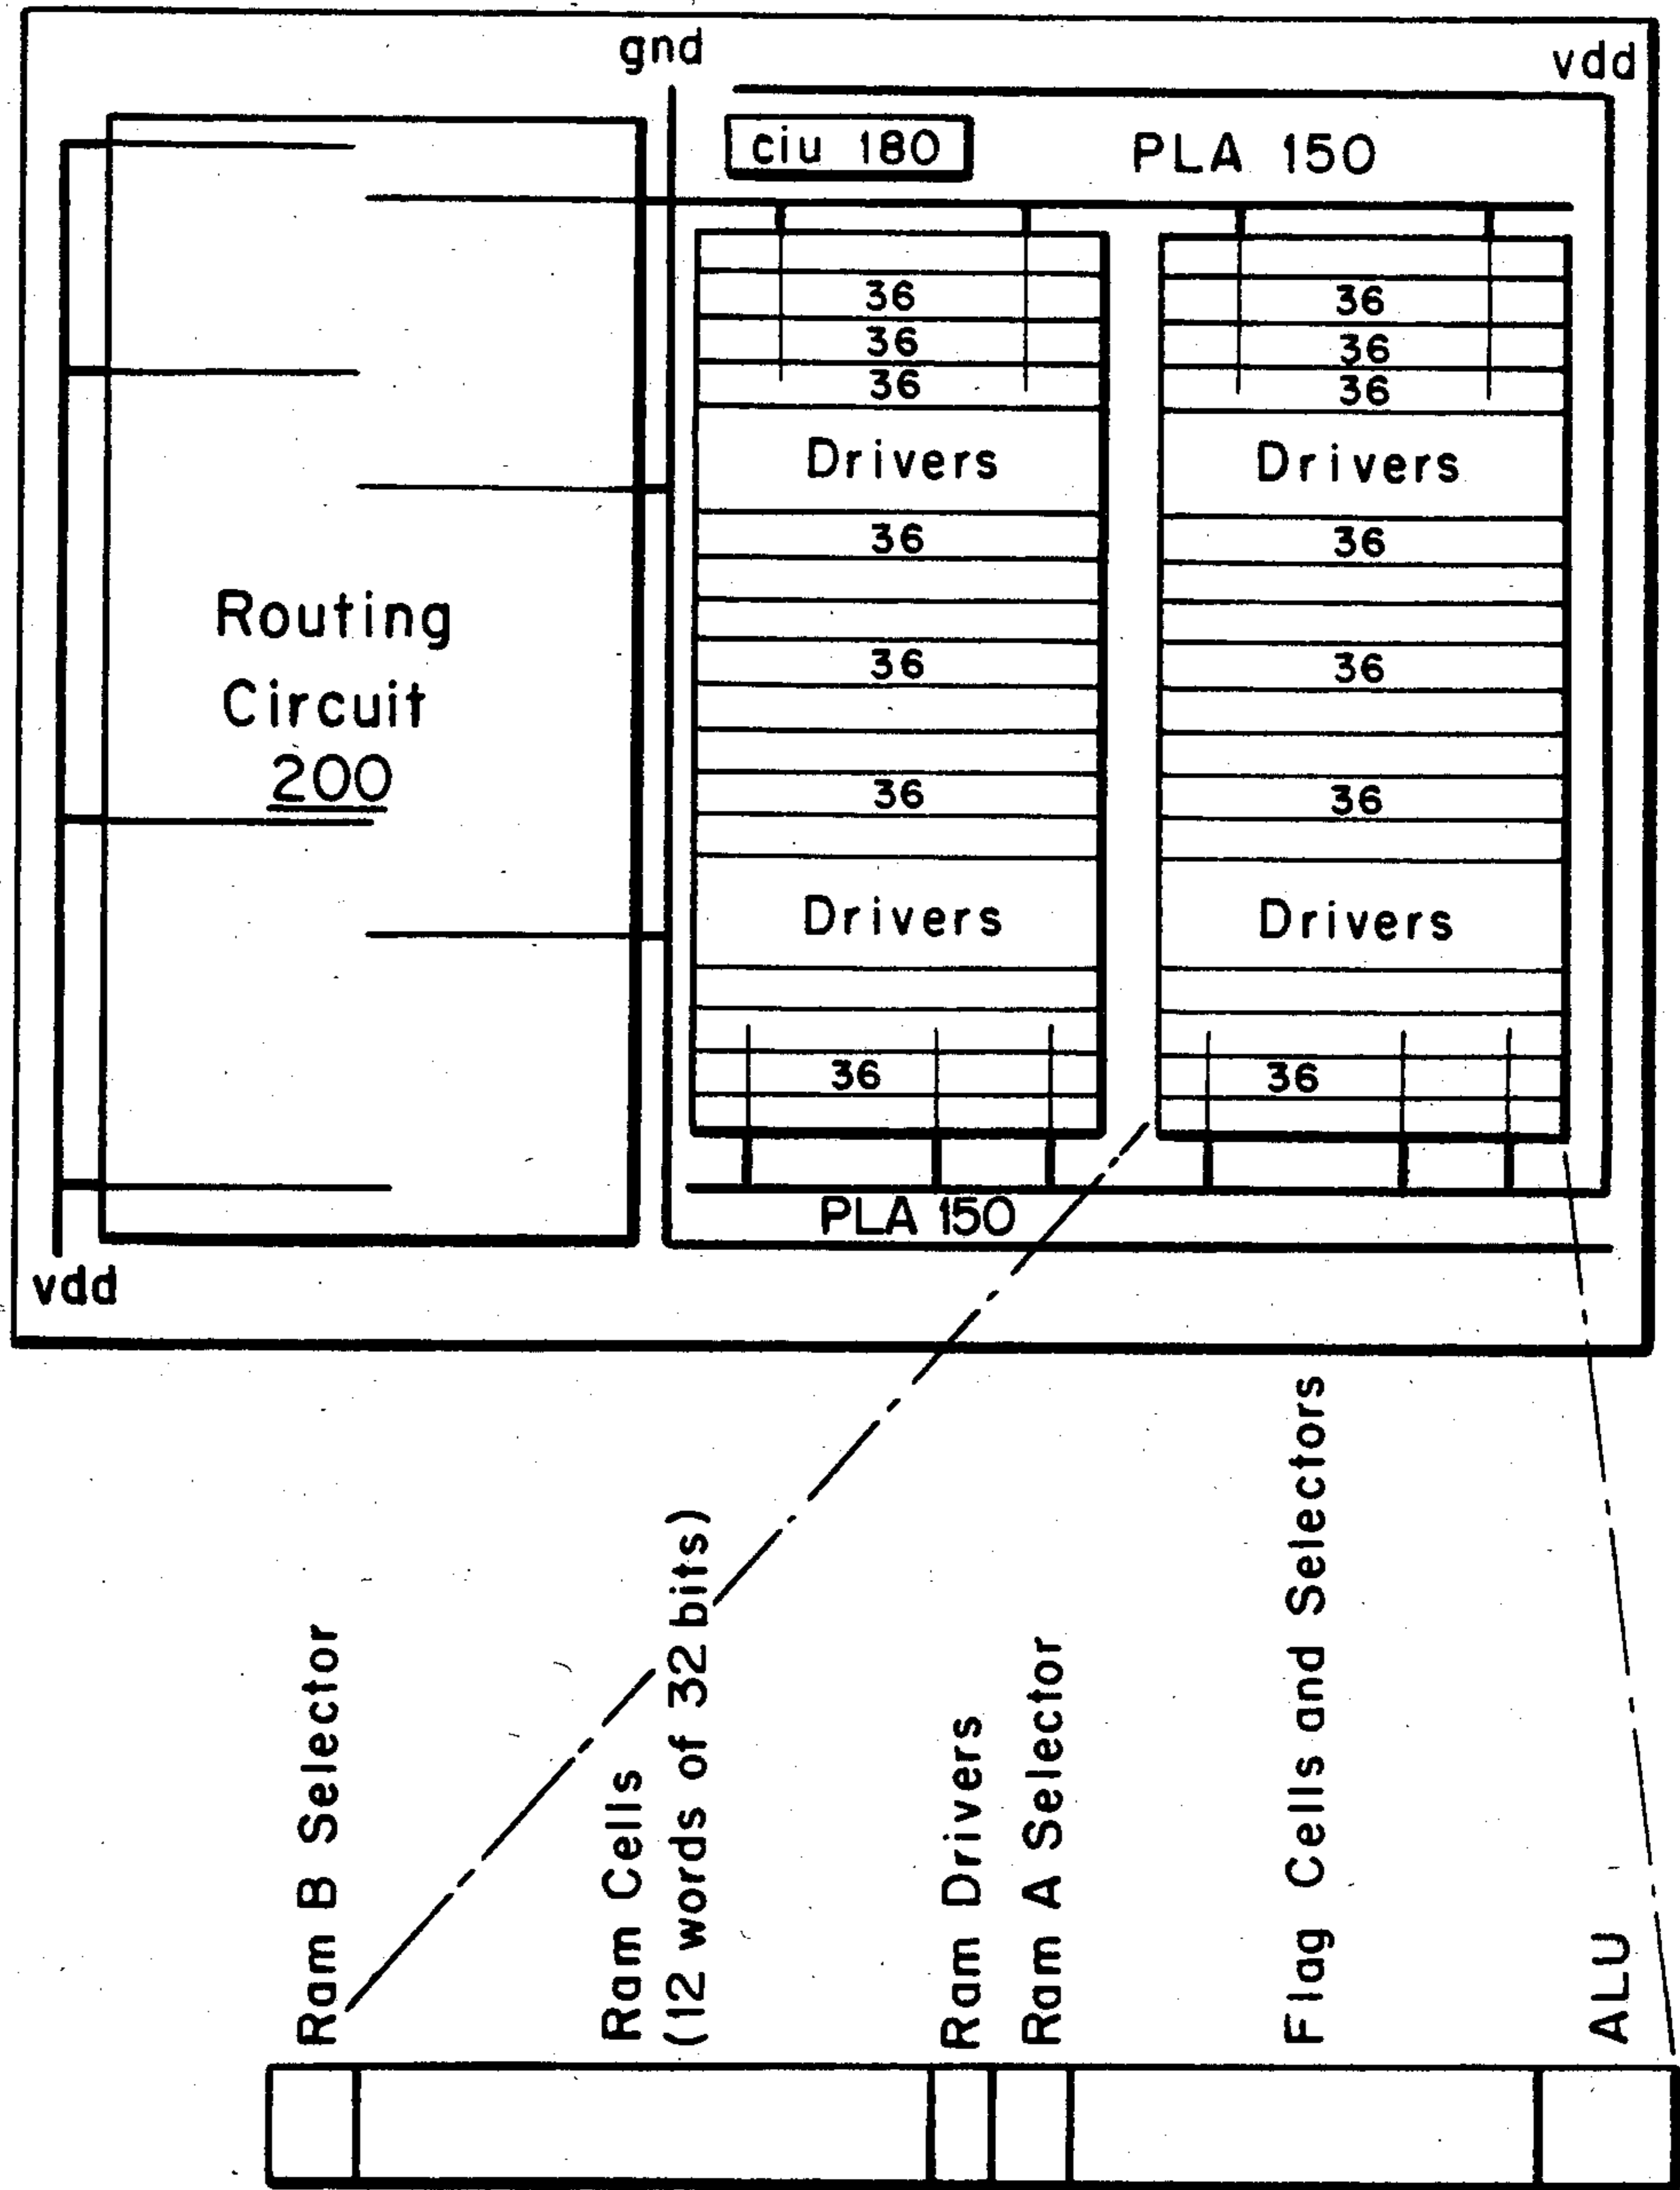 gnd
vdd
ciu 180
PLA 150
36
36
36
36
36
36
Drivers
Drivers
36
36
Routing
Circuit
200
36
36
36
36
Drivers
Drivers
36
36
PLA 150
vdd
Ram B Selector
Ram Cells
(12 words of 32 bits)
Ram Drivers
Ram A Selector
Flag Cells and Selectors
ALU